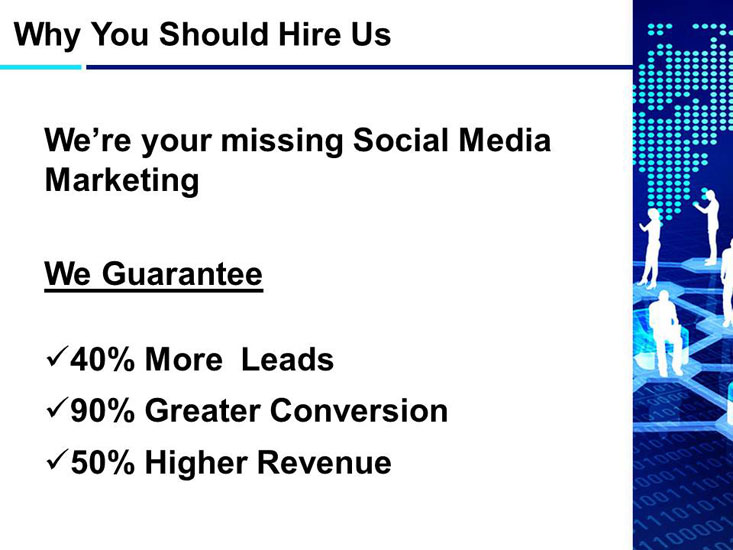 Why You Should Hire Us
We’re your missing Social Media
Marketing
We Guarantee
✓40% More  Leads
✓90% Greater Conversion
✓50% Higher Revenue